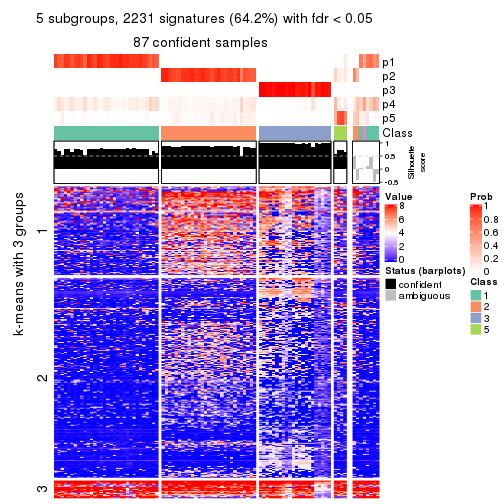 5 subgroups, 2231 signatures (64.2%) with fdr < 0.05
87 confident samples
p1
p2
p3
p4
p5
Class
1
0.5
0
-0.5
Silhouette
score
k-means with 3 groups
1
2
3
Value
8
6
4
2
0
Status (barplots)
confident
ambiguous
Prob
1
0.8
0.6
0.4
0.2
0
Class
1
2
3
5